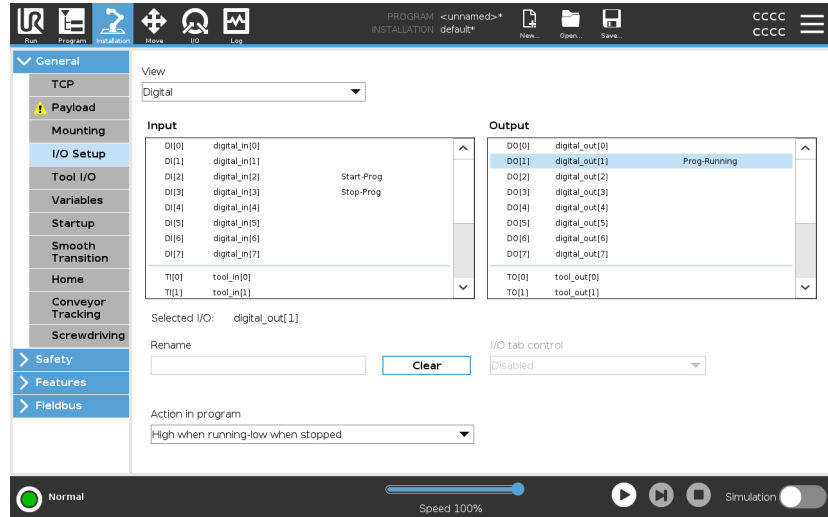 UR
PROGRAM <unnamed>*
INSTALLATION default*
cccc
cccc
Run Program Installation Move I/O Log New... Open... Save...
General
TCP
Payload
Mounting
I/O Setup
Tool I/O
Variables
Startup
Smooth
Transition
Home
Conveyor
Tracking
Screwdriving
Safety
Features
Fieldbus
View
Digital
Input
DI[0] digital_in[0]
DI[1] digital_in[1]
DI[2] digital_in[2] Start-Prog
DI[3] digital_in[3] Stop-Prog
DI[4] digital_in[4]
DI[5] digital_in[5]
DI[6] digital_in[6]
DI[7] digital_in[7]
TI[0] tool_in[0]
TI[1] tool_in[1]
Output
DO[0] digital_out[0]
DO[1] digital_out[1] Prog-Running
DO[2] digital_out[2]
DO[3] digital_out[3]
DO[4] digital_out[4]
DO[5] digital_out[5]
DO[6] digital_out[6]
DO[7] digital_out[7]
TO[0] tool_out[0]
TO[1] tool_out[1]
Selected I/O: digital_out[1]
Rename
Clear
I/O tab control
Disabled
Action in program
High when running-low when stopped
Normal
Speed 100%
Simulation